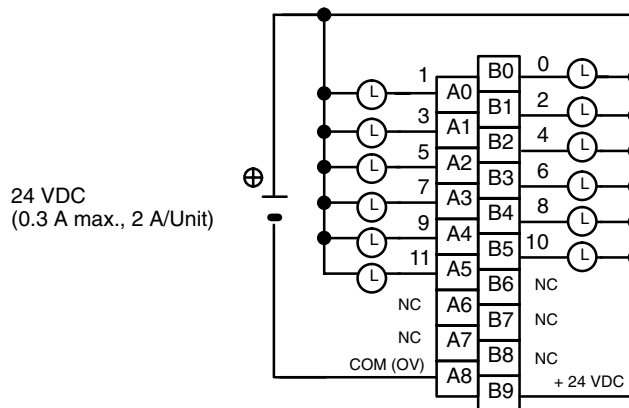 24 VDC
(0.3 A max., 2 A/Unit)
B0 0 L
L 1 A0
B1 2 L
L 3 A1
B2 4 L
L 5 A2
B3 6 L
L 7 A3
B4 8 L
L 9 A4
B5 10 L
L 11 A5
B6 NC
NC A6
B7 NC
NC A7
B8 NC
COM (OV) A8
B9 + 24 VDC